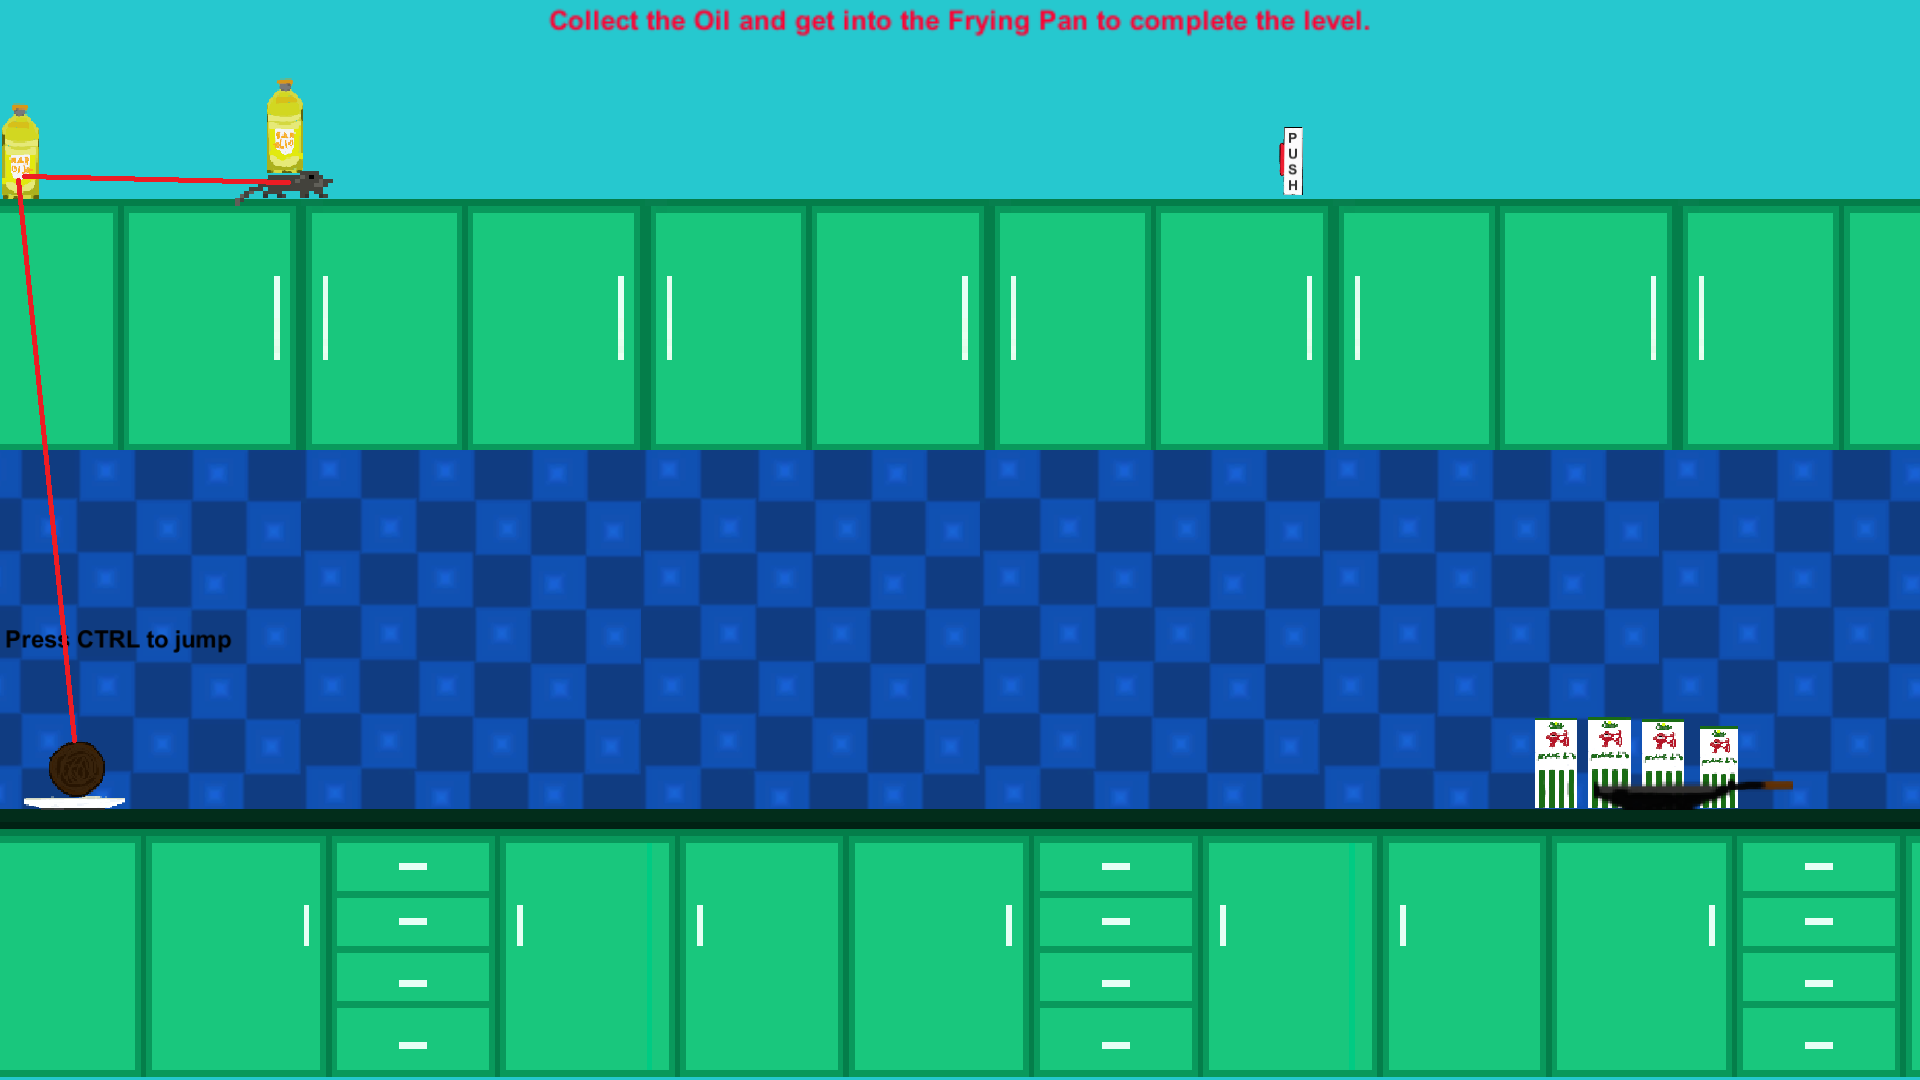 Collect the Oil and get into the Frying Pan to complete the level.
PUSH
Press CTRL to jump